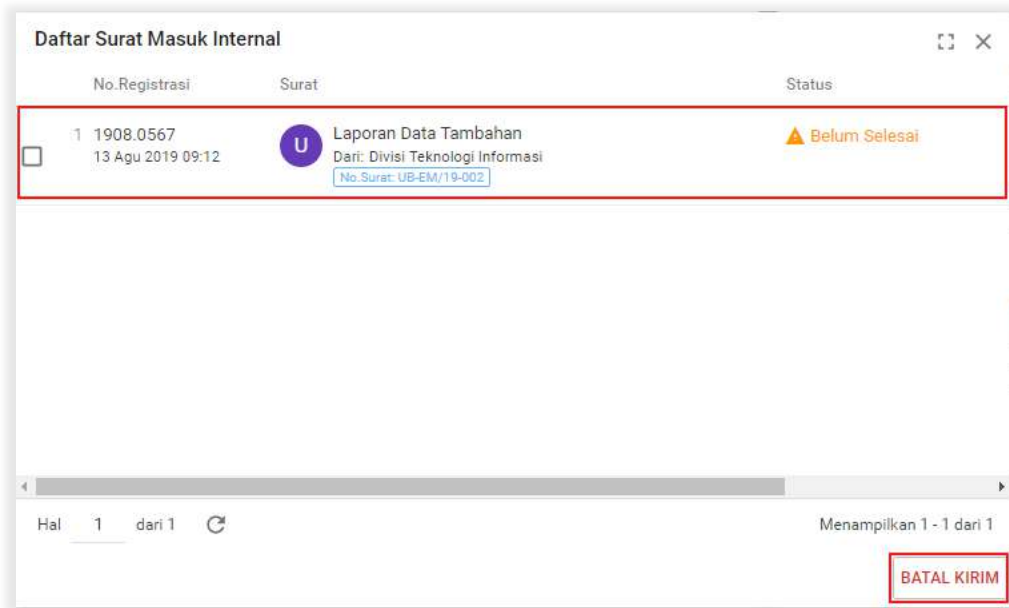 Daftar Surat Masuk Internal
No.Registrasi Surat Status
1 1908.0567 U Laporan Data Tambahan Belum Selesai
13 Agu 2019 09:12 Dari: Divisi Teknologi Informasi
No.Surat: UB-EM/19-002
Hal 1 dari 1 Menampilkan 1 - 1 dari 1
BATAL KIRIM